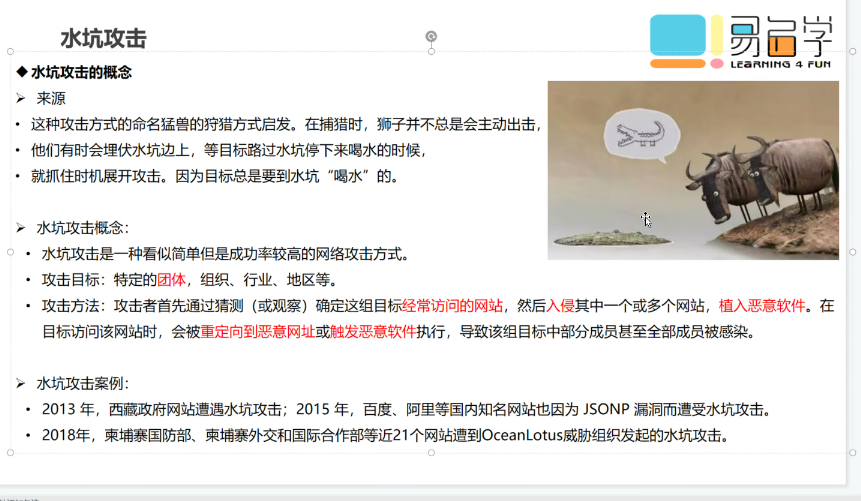 水坑攻击
易酷学
LEARNING 4 FUN
◆ 水坑攻击的概念
➢ 来源
• 这种攻击方式的命名猛兽的狩猎方式启发。在捕猎时，狮子并不总是会主动出击，
• 他们有时会埋伏水坑边上，等目标路过水坑停下来喝水的时候，
• 就抓住时机展开攻击。因为目标总是要到水坑“喝水”的。
➢ 水坑攻击概念：
• 水坑攻击是一种看似简单但是成功率较高的网络攻击方式。
• 攻击目标：特定的团体，组织、行业、地区等。
• 攻击方法：攻击者首先通过猜测（或观察）确定这组目标经常访问的网站，然后入侵其中一个或多个网站，植入恶意软件。在
目标访问该网站时，会被重定向到恶意网址或触发恶意软件执行，导致该组目标中部分成员甚至全部成员被感染。
➢ 水坑攻击案例：
• 2013 年，西藏政府网站遭遇水坑攻击；2015 年，百度、阿里等国内知名网站也因为 JSONP 漏洞而遭受水坑攻击。
• 2018年，柬埔寨国防部、柬埔寨外交和国际合作部等近21个网站遭到OceanLotus威胁组织发起的水坑攻击。